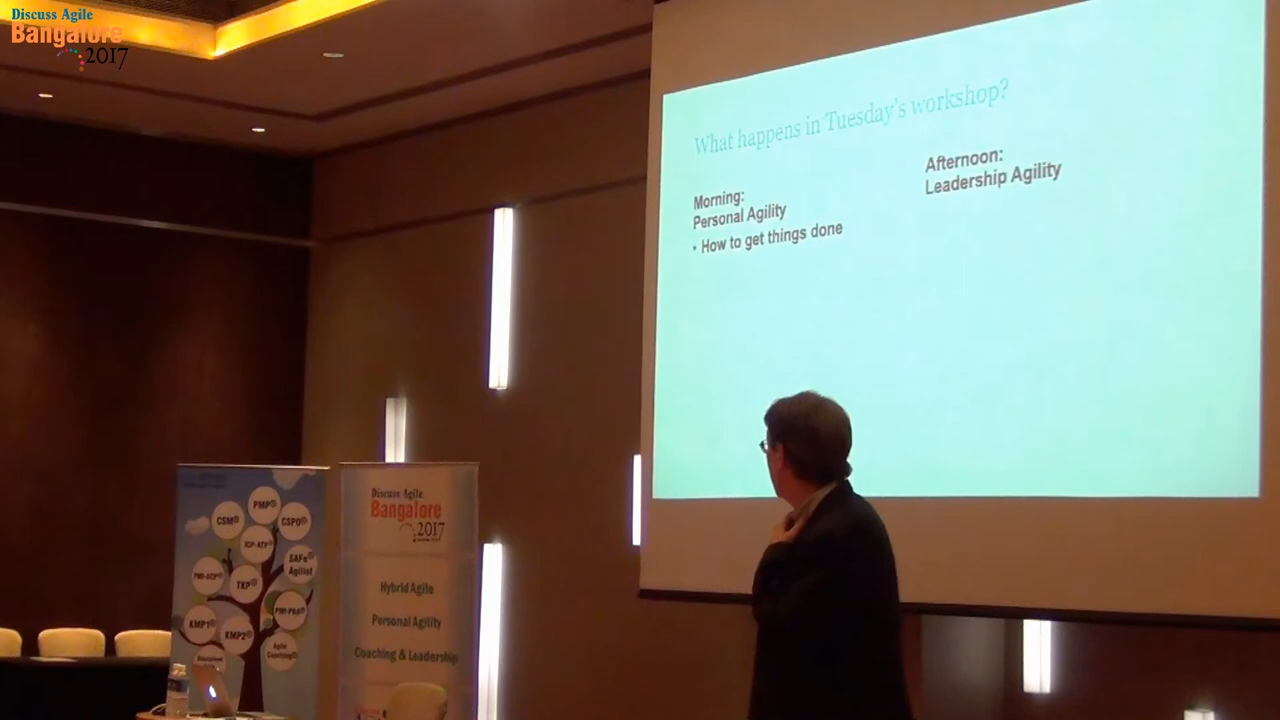 Discuss Agile
Bangalore
2017
What happens in Tuesday's workshop?
Morning:
Personal Agility
• How to get things done
Afternoon:
Leadership Agility
PMP®
CSM®
CSPO®
ICP-ATF®
SAFe®
Agilist
PMI-ACP®
TKP®
PMI-PBA®
KMP1®
KMP2®
Agile
Coaching®
Discuss Agile
Bangalore
2017
Hybrid Agile
Personal Agility
Coaching & Leadership